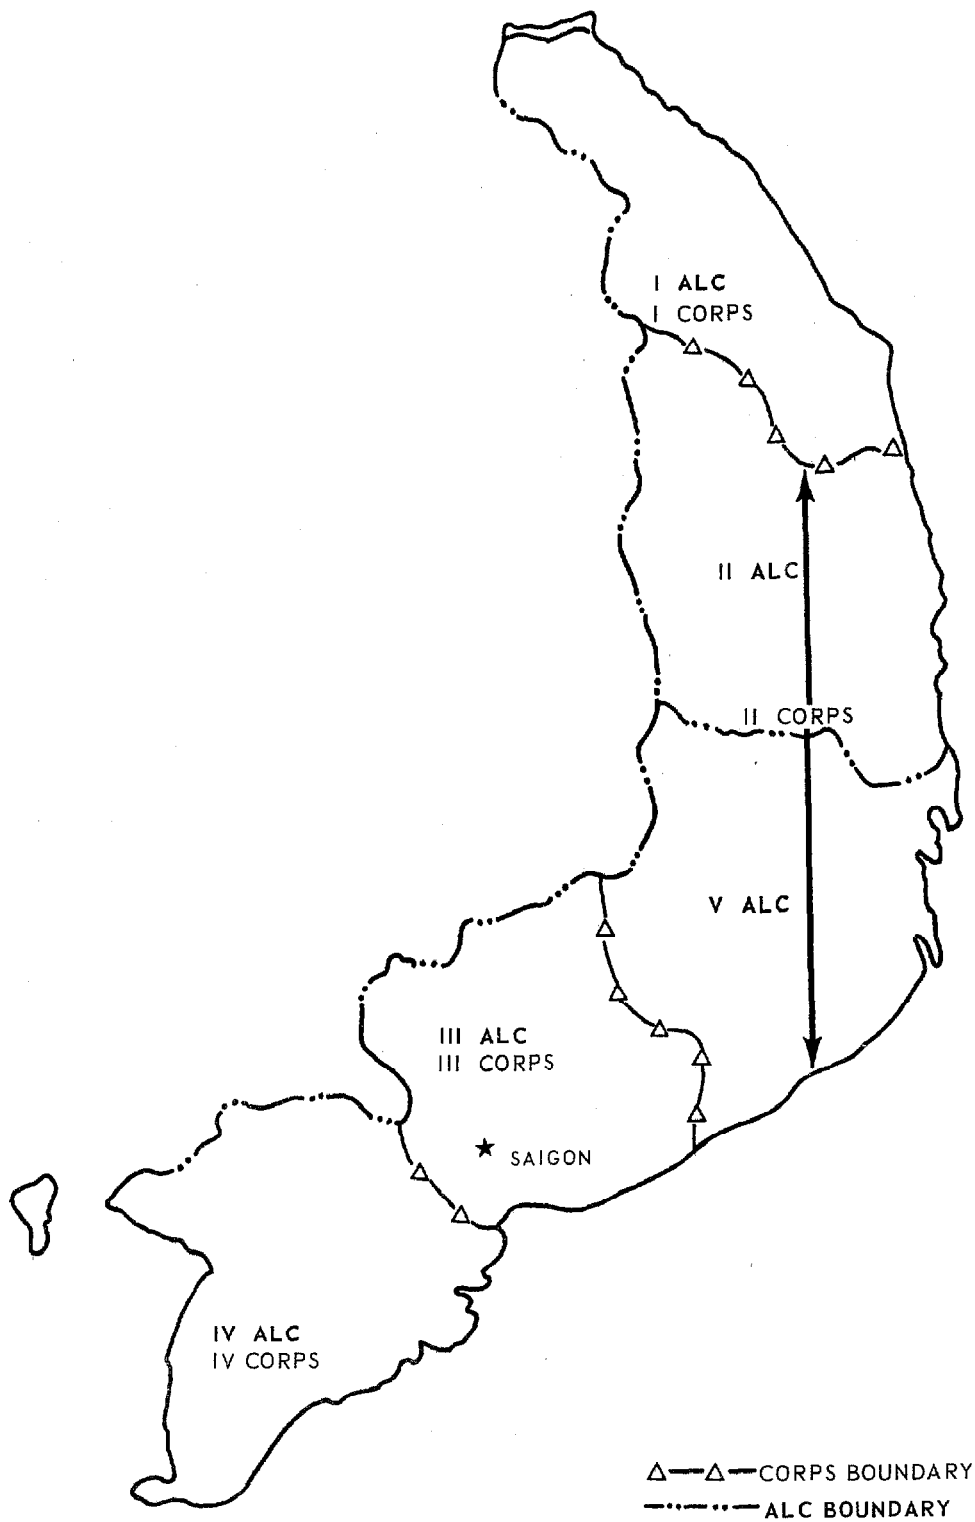 I ALC
I CORPS
II ALC
II CORPS
V ALC
III ALC
III CORPS
SAIGON
IV ALC
IV CORPS
CORPS BOUNDARY
ALC BOUNDARY